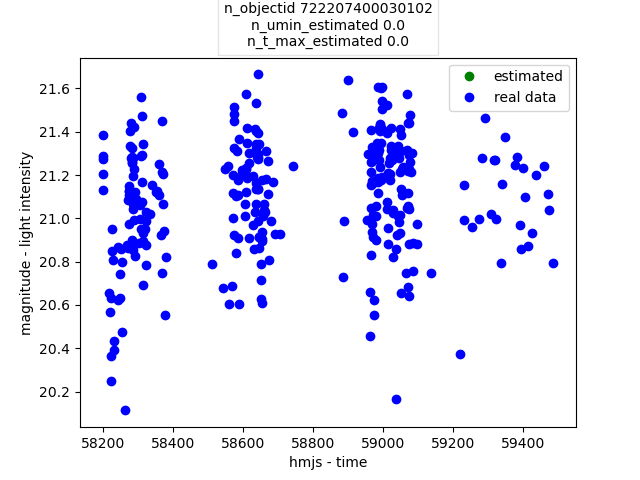 n_objectid 722207400030102
n_umin_estimated 0.0
n_t_max_estimated 0.0
estimated
real data
magnitude - light intensity
21.6
21.4
21.2
21.0
20.8
20.6
20.4
20.2
58200 58400 58600 58800 59000 59200 59400
hmjs - time